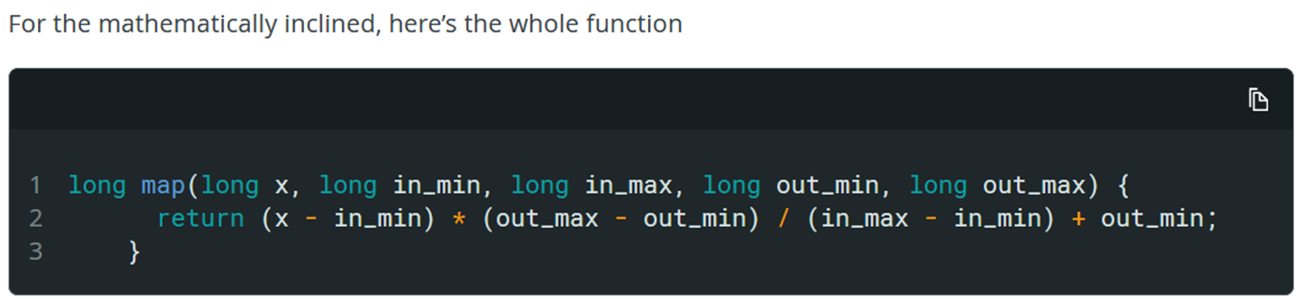 For the mathematically inclined, here’s the whole function
1 long map(long x, long in_min, long in_max, long out_min, long out_max) {
2 return (x - in_min) * (out_max - out_min) / (in_max - in_min) + out_min;
3 }